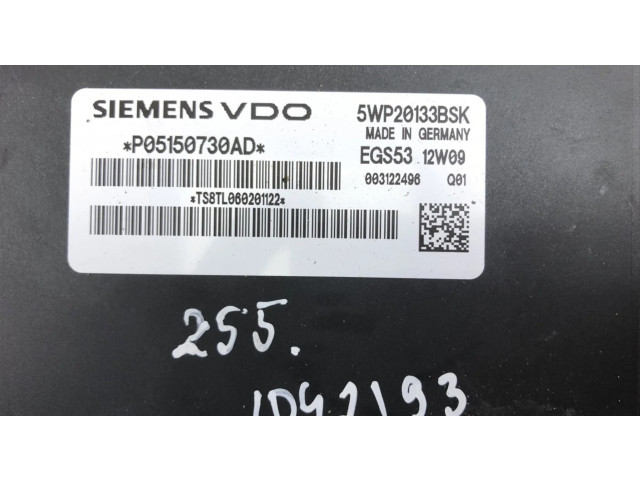 SIEMENS VDO 5WP20133BSK
MADE IN GERMANY
*P05150730AD* EGS53 12W09
003122496 Q01
*TS8TL060201122*
255.